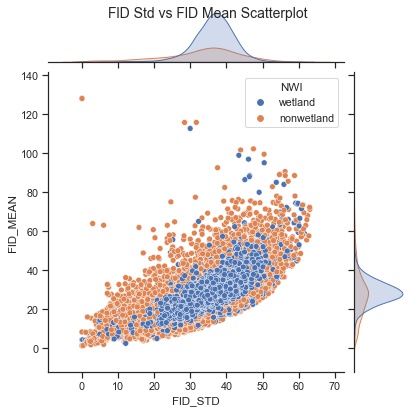 FID Std vs FID Mean Scatterplot
NWI
wetland
nonwetland
140
120
100
80
60
40
20
0
FID_MEAN
0 10 20 30 40 50 60 70
FID_STD